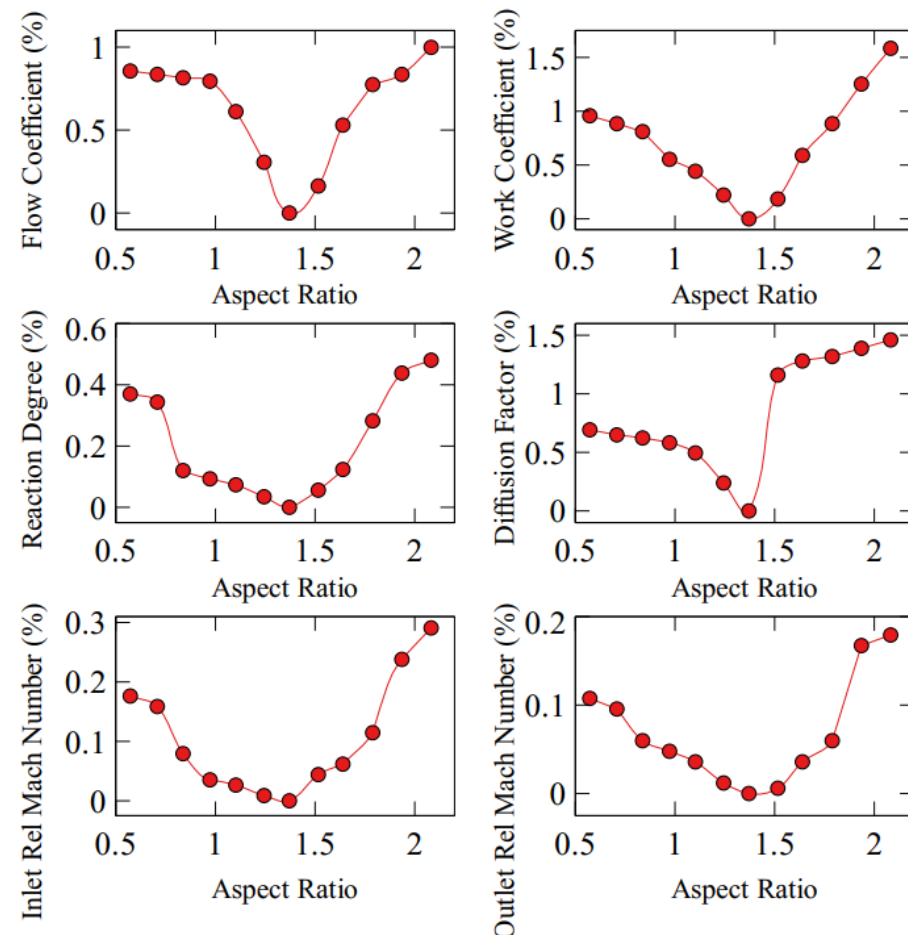 Flow Coefficient (%)
1
0.5
0
0.5 1 1.5 2
Aspect Ratio
Work Coefficient (%)
1.5
1
0.5
0
0.5 1 1.5 2
Aspect Ratio
Reaction Degree (%)
0.6
0.4
0.2
0
0.5 1 1.5 2
Aspect Ratio
Diffusion Factor (%)
1.5
1
0.5
0
0.5 1 1.5 2
Aspect Ratio
Inlet Rel Mach Number (%)
0.3
0.2
0.1
0
0.5 1 1.5 2
Aspect Ratio
Outlet Rel Mach Number (%)
0.2
0.1
0
0.5 1 1.5 2
Aspect Ratio